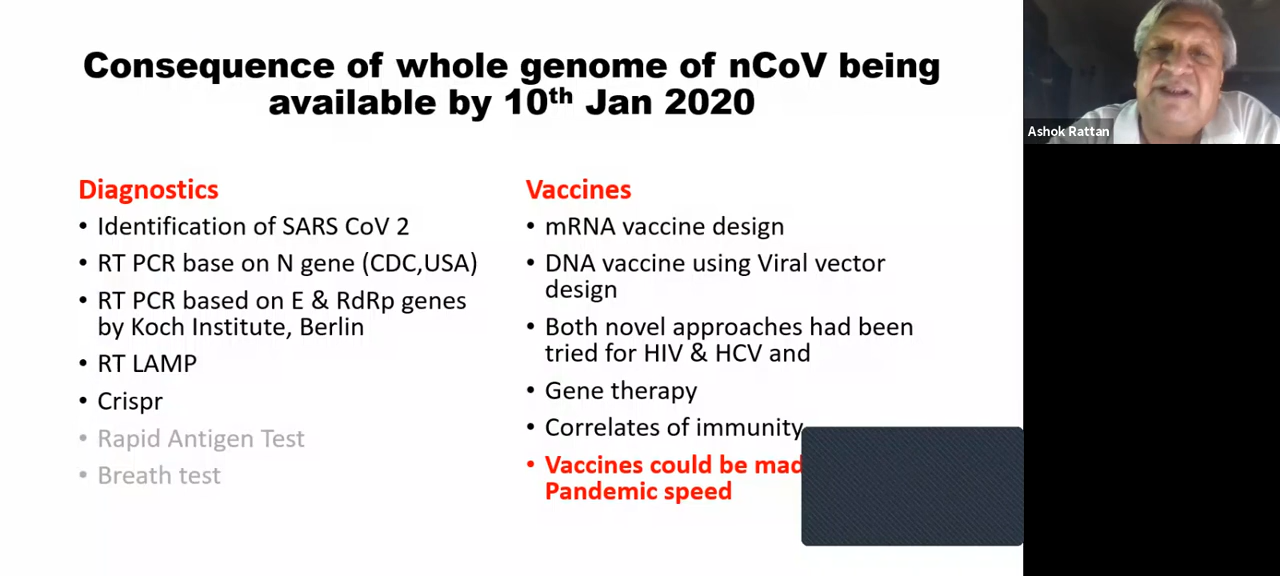 Consequence of whole genome of nCoV being
available by 10th Jan 2020
Ashok Rattan
Diagnostics
• Identification of SARS CoV 2
• RT PCR base on N gene (CDC,USA)
• RT PCR based on E & RdRp genes
by Koch Institute, Berlin
• RT LAMP
• Crispr
• Rapid Antigen Test
• Breath test
Vaccines
• mRNA vaccine design
• DNA vaccine using Viral vector
design
• Both novel approaches had been
tried for HIV & HCV and
• Gene therapy
• Correlates of immunity
• Vaccines could be
Pandemic speed